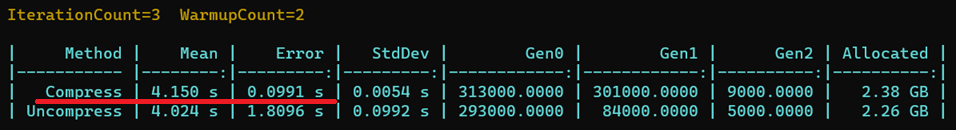 IterationCount=3  WarmupCount=2
|     Method |    Mean |    Error |   StdDev |        Gen0 |        Gen1 |      Gen2 | Allocated |
|----------- |--------:|---------:|---------:|------------:|------------:|----------:|----------:|
|   Compress | 4.150 s | 0.0991 s | 0.0054 s | 313000.0000 | 301000.0000 | 9000.0000 |   2.38 GB |
| Uncompress | 4.024 s | 1.8096 s | 0.0992 s | 293000.0000 |  84000.0000 | 5000.0000 |   2.26 GB |